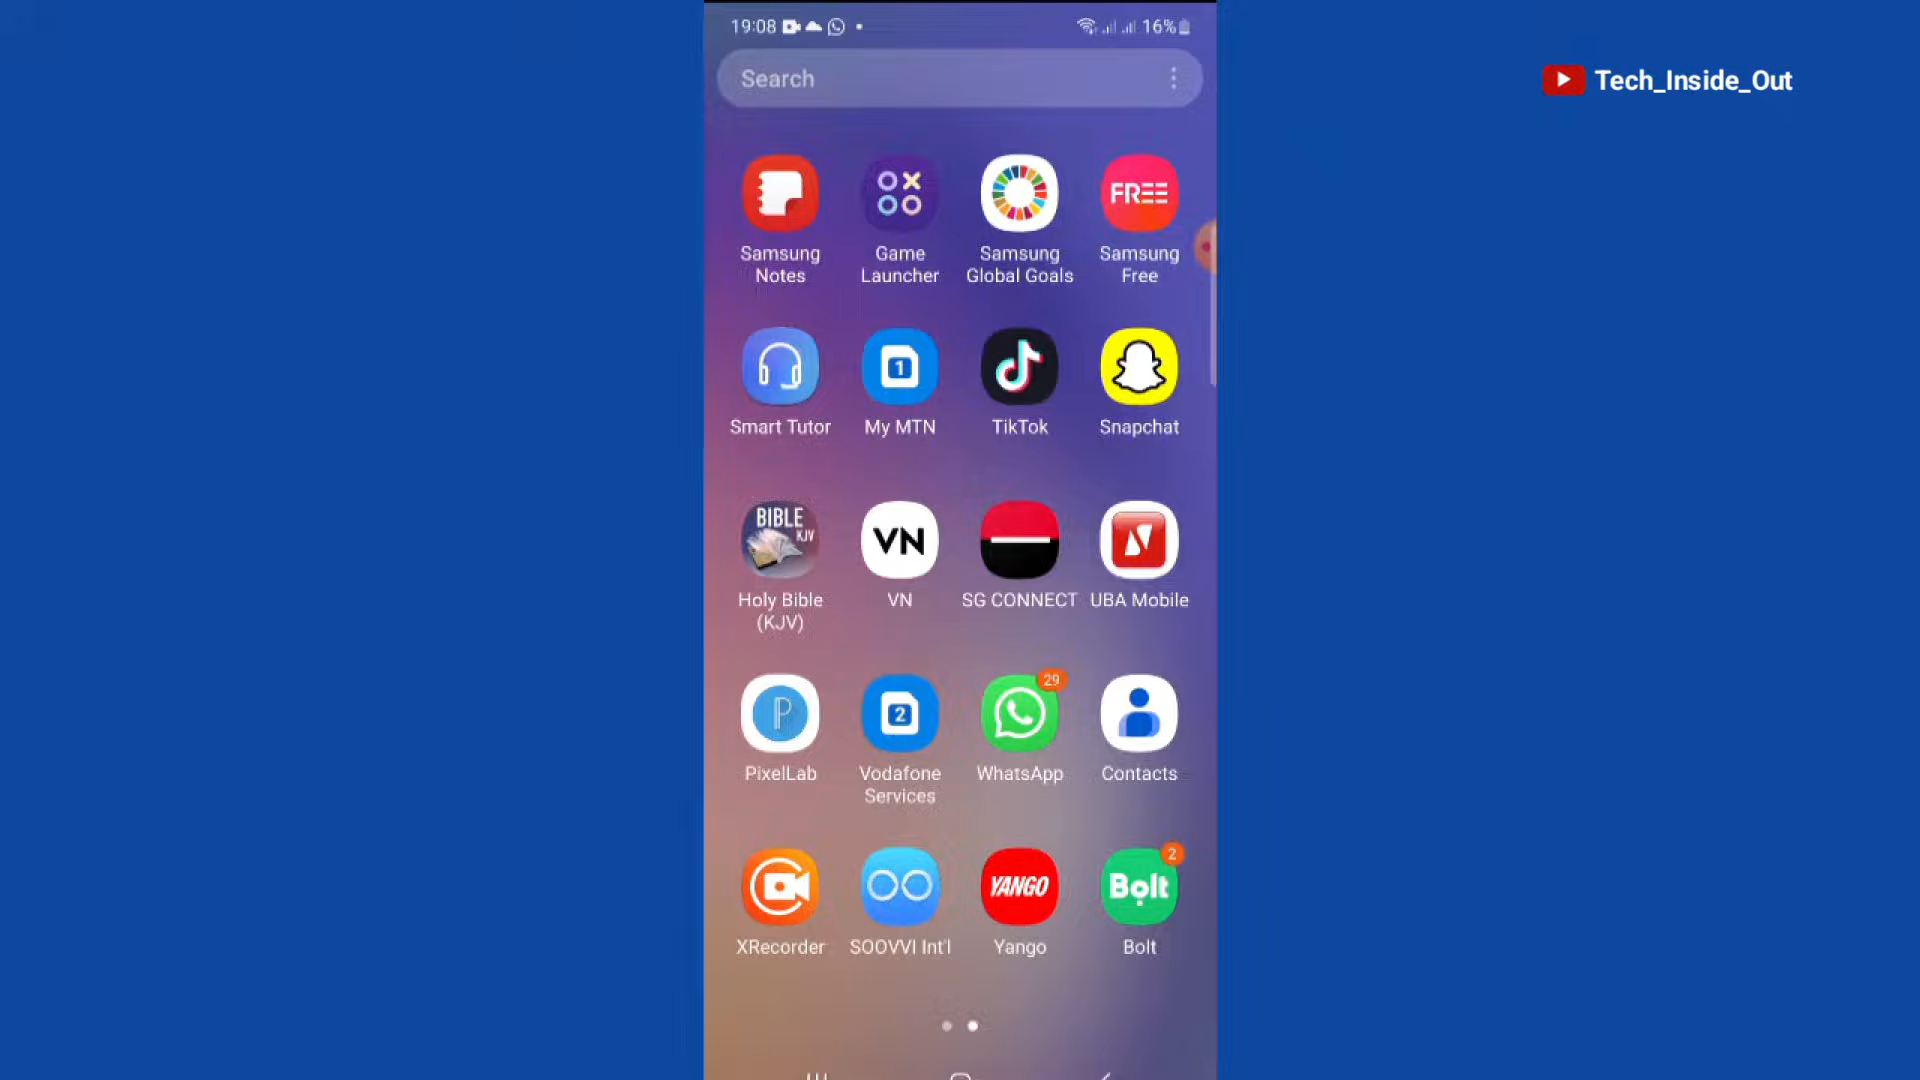 19:08
16%
Tech_Inside_Out
Search
FREE
Samsung Notes
Game Launcher
Samsung Global Goals
Samsung Free
1
Smart Tutor
My MTN
TikTok
Snapchat
BIBLE
KJV
VN
Holy Bible (KJV)
VN
SG CONNECT
UBA Mobile
P
2
29
PixelLab
Vodafone Services
WhatsApp
Contacts
YANGO
Bolt
2
XRecorder
SOOVVI Int'l
Yango
Bolt